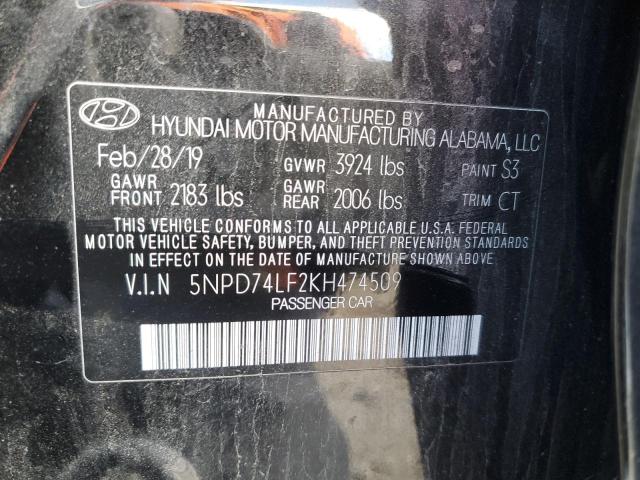 MANUFACTURED BY
HYUNDAI MOTOR MANUFACTURING ALABAMA, LLC
Feb/28/19 GVWR 3924 lbs PAINT S3
GAWR FRONT 2183 lbs GAWR REAR 2006 lbs TRIM CT
THIS VEHICLE CONFORMS TO ALL APPLICABLE U.S.A. FEDERAL
MOTOR VEHICLE SAFETY, BUMPER, AND THEFT PREVENTION STANDARDS
IN EFFECT ON THE DATE OF MANUFACTURE SHOWN ABOVE.
V.I.N 5NPD74LF2KH474509
PASSENGER CAR